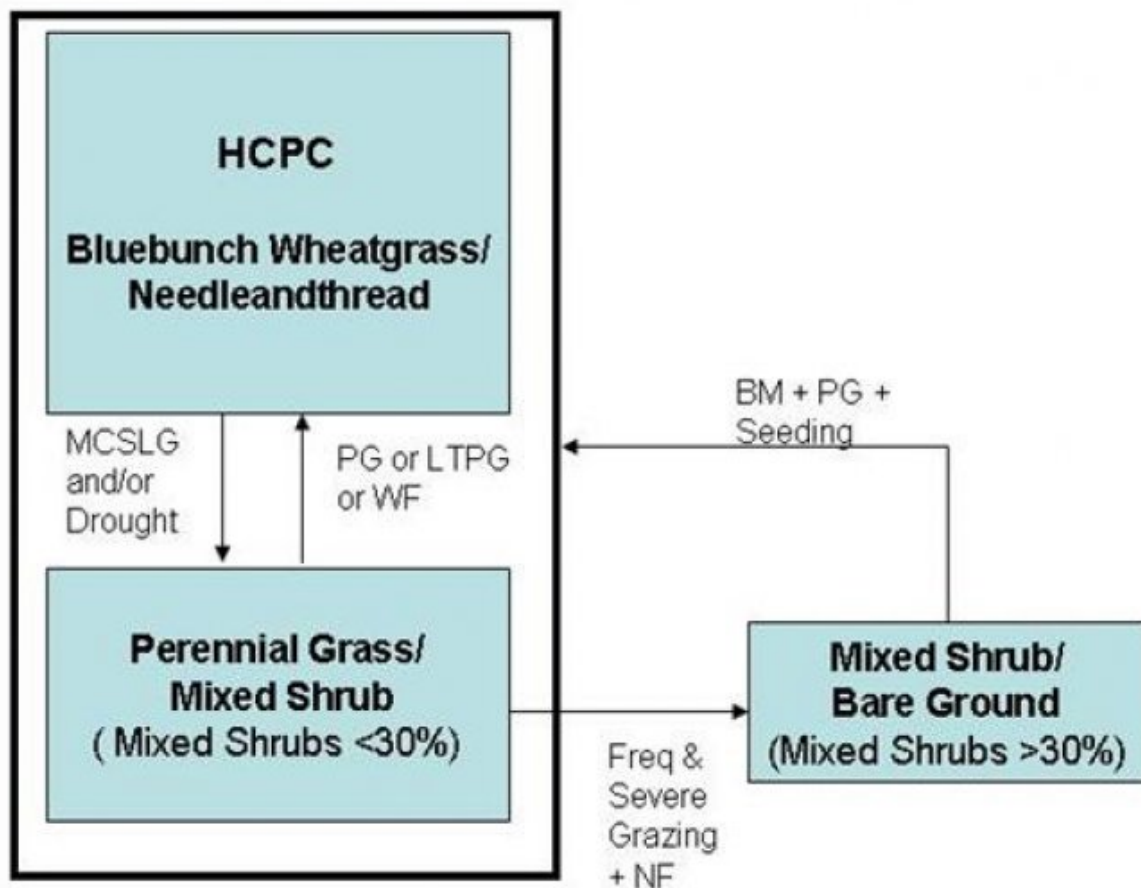 HCPC
Bluebunch Wheatgrass/
Needleandthread
MCSLG
and/or
Drought
PG or LTPG
or WF
BM + PG +
Seeding
Perennial Grass/
Mixed Shrub
( Mixed Shrubs <30%)
Mixed Shrub/
Bare Ground
(Mixed Shrubs >30%)
Freq &
Severe
Grazing
+ NF